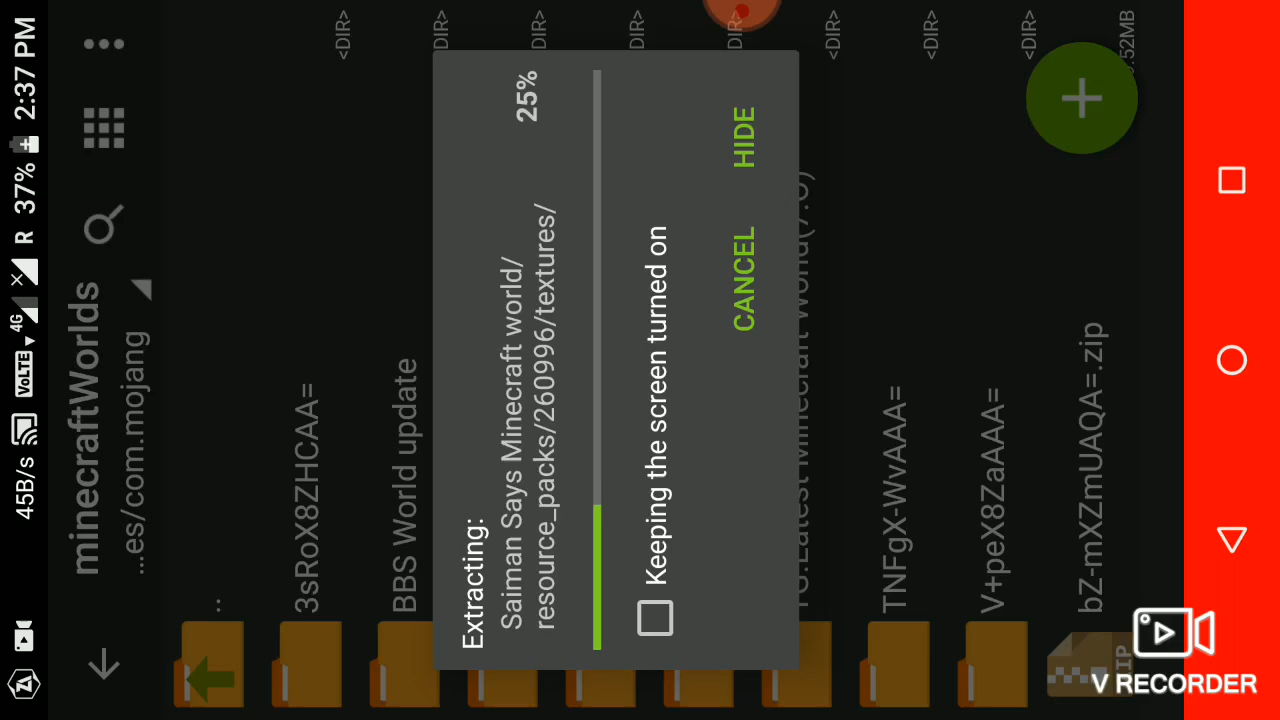 45B/s VoLTE 4G R 37% 2:37 PM
minecraftWorlds
...es/com.mojang
..
3sRoX8ZHCAA=
<DIR>
BBS World update
<DIR>
<DIR>
<DIR>
<DIR>
<DIR>
Extracting:
Saiman Says Minecraft world/
resource_packs/260996/textures/
25%
Keeping the screen turned on
CANCEL HIDE
TNFgX-WvAAA=
<DIR>
V+peX8ZaAAA=
<DIR>
bZ-mXZmUAQA=.zip
V RECORDER